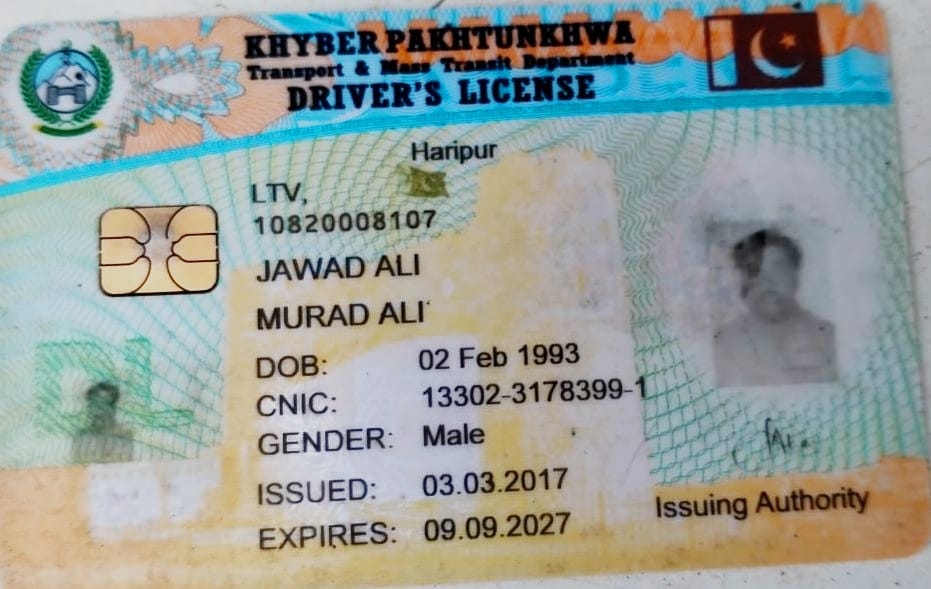 KHYBER PAKHTUNKHWA
Transport & Mass Transit Department
DRIVER'S LICENSE
Haripur
LTV,
10820008107
JAWAD ALI
MURAD ALI
DOB: 02 Feb 1993
CNIC: 13302-3178399-1
GENDER: Male
ISSUED: 03.03.2017
EXPIRES: 09.09.2027
Issuing Authority